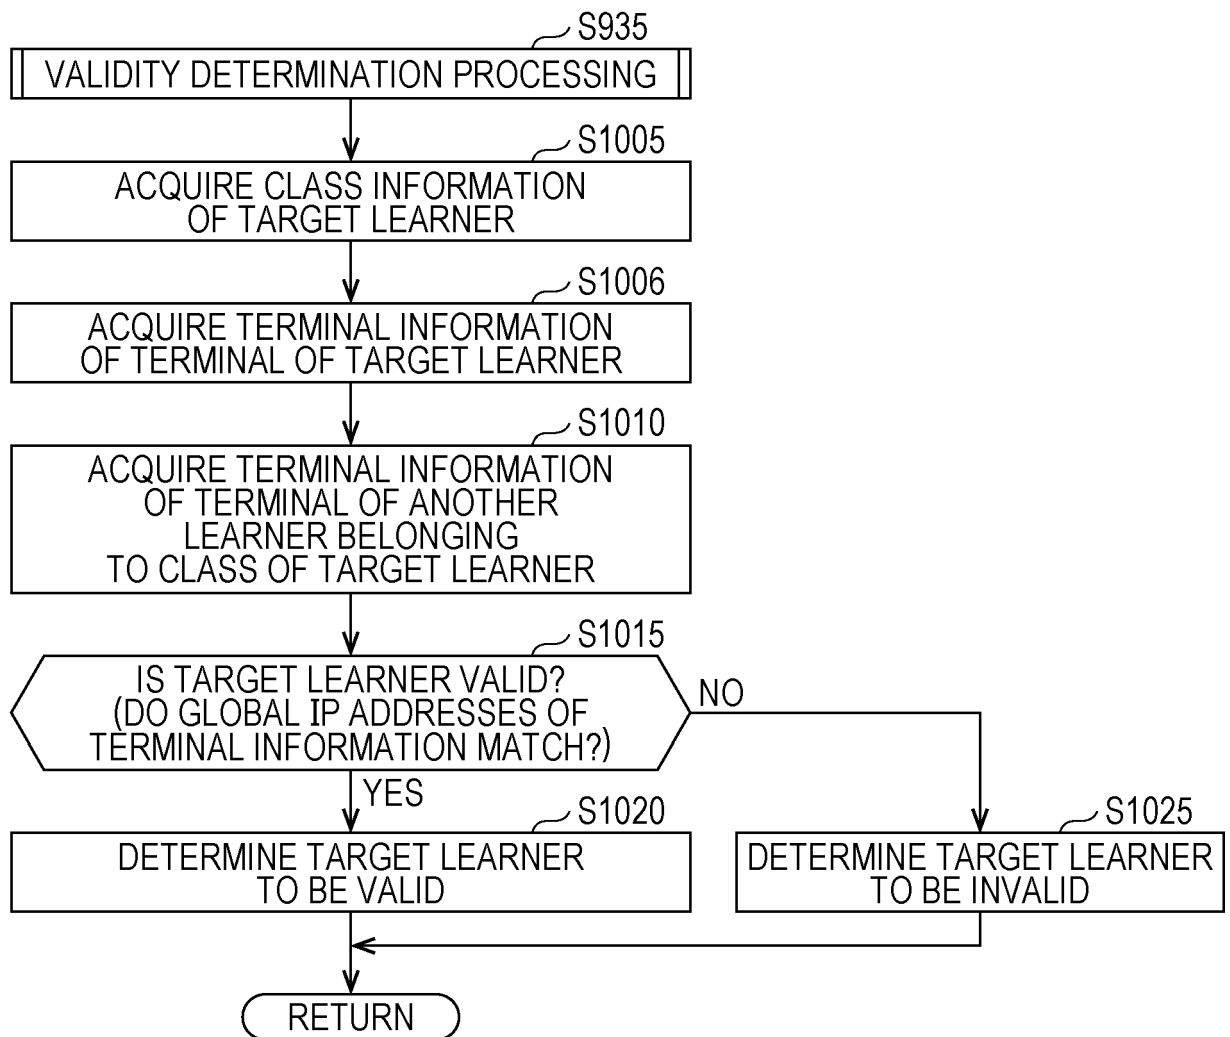 S935
VALIDITY DETERMINATION PROCESSING
S1005
ACQUIRE CLASS INFORMATION
OF TARGET LEARNER
S1006
ACQUIRE TERMINAL INFORMATION
OF TERMINAL OF TARGET LEARNER
S1010
ACQUIRE TERMINAL INFORMATION
OF TERMINAL OF ANOTHER
LEARNER BELONGING
TO CLASS OF TARGET LEARNER
S1015
IS TARGET LEARNER VALID?
(DO GLOBAL IP ADDRESSES OF
TERMINAL INFORMATION MATCH?)
NO
YES
S1020
DETERMINE TARGET LEARNER
TO BE VALID
S1025
DETERMINE TARGET LEARNER
TO BE INVALID
RETURN